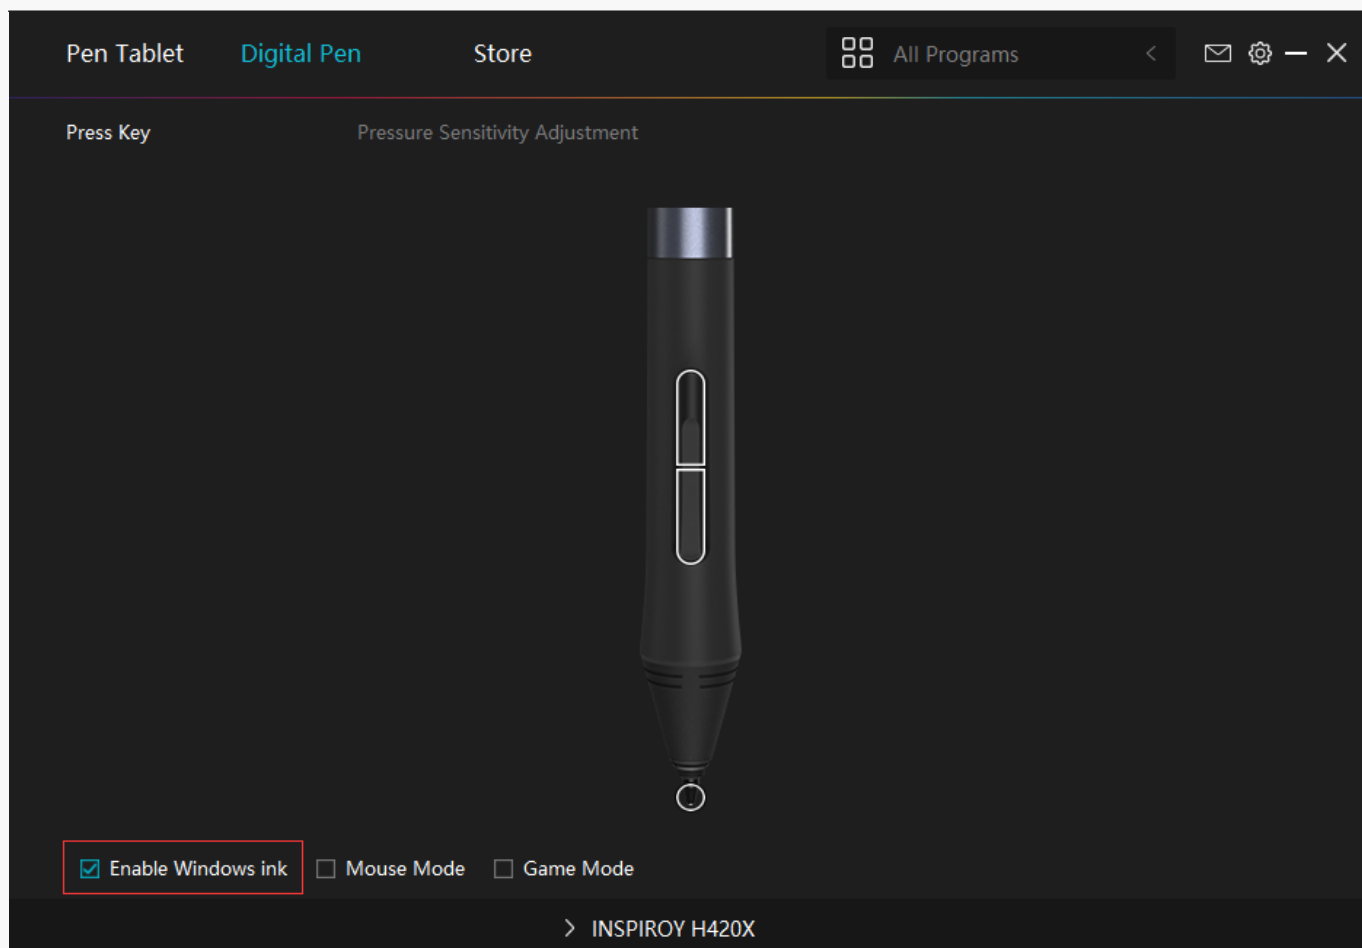 Pen Tablet Digital Pen Store All Programs
Press Key Pressure Sensitivity Adjustment
Enable Windows ink Mouse Mode Game Mode
INSPIROY H420X